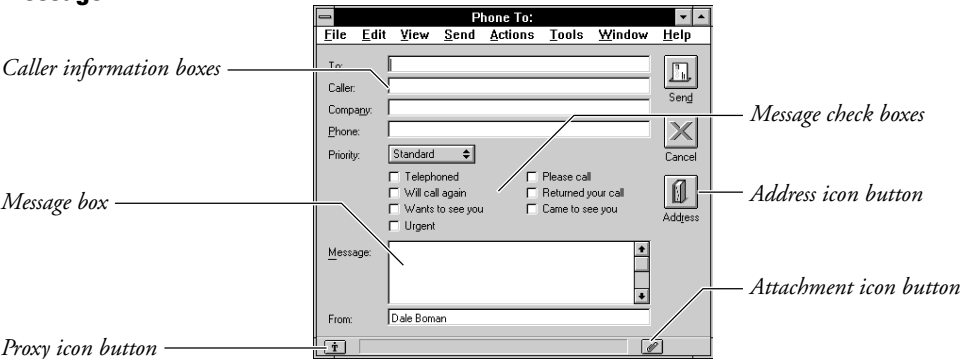 Phone To:
File Edit View Send Actions Tools Window Help
Caller information boxes
To:
Caller:
Company:
Phone:
Priority: Standard
Send
Cancel
Address
Message check boxes
Telephoned
Please call
Will call again
Returned your call
Wants to see you
Came to see you
Urgent
Address icon button
Message box
Message:
Attachment icon button
From: Dale Boman
Proxy icon button